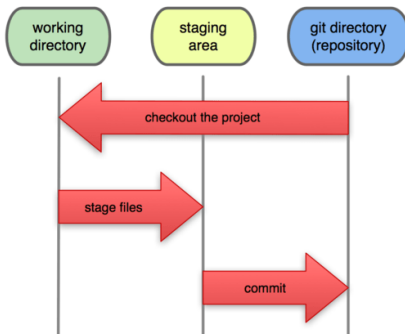 working
directory
staging
area
git directory
(repository)
checkout the project
stage files
commit